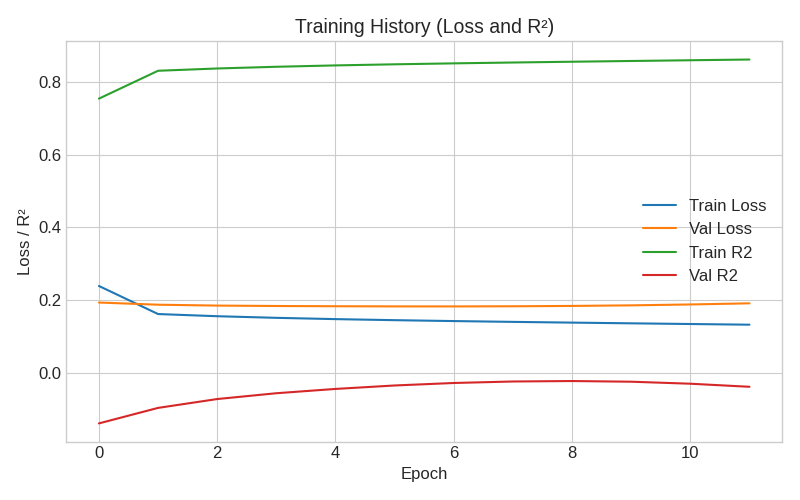 Training History (Loss and R²)
Loss / R²
0.8
0.6
0.4
0.2
0.0
Train Loss
Val Loss
Train R2
Val R2
0 2 4 6 8 10
Epoch